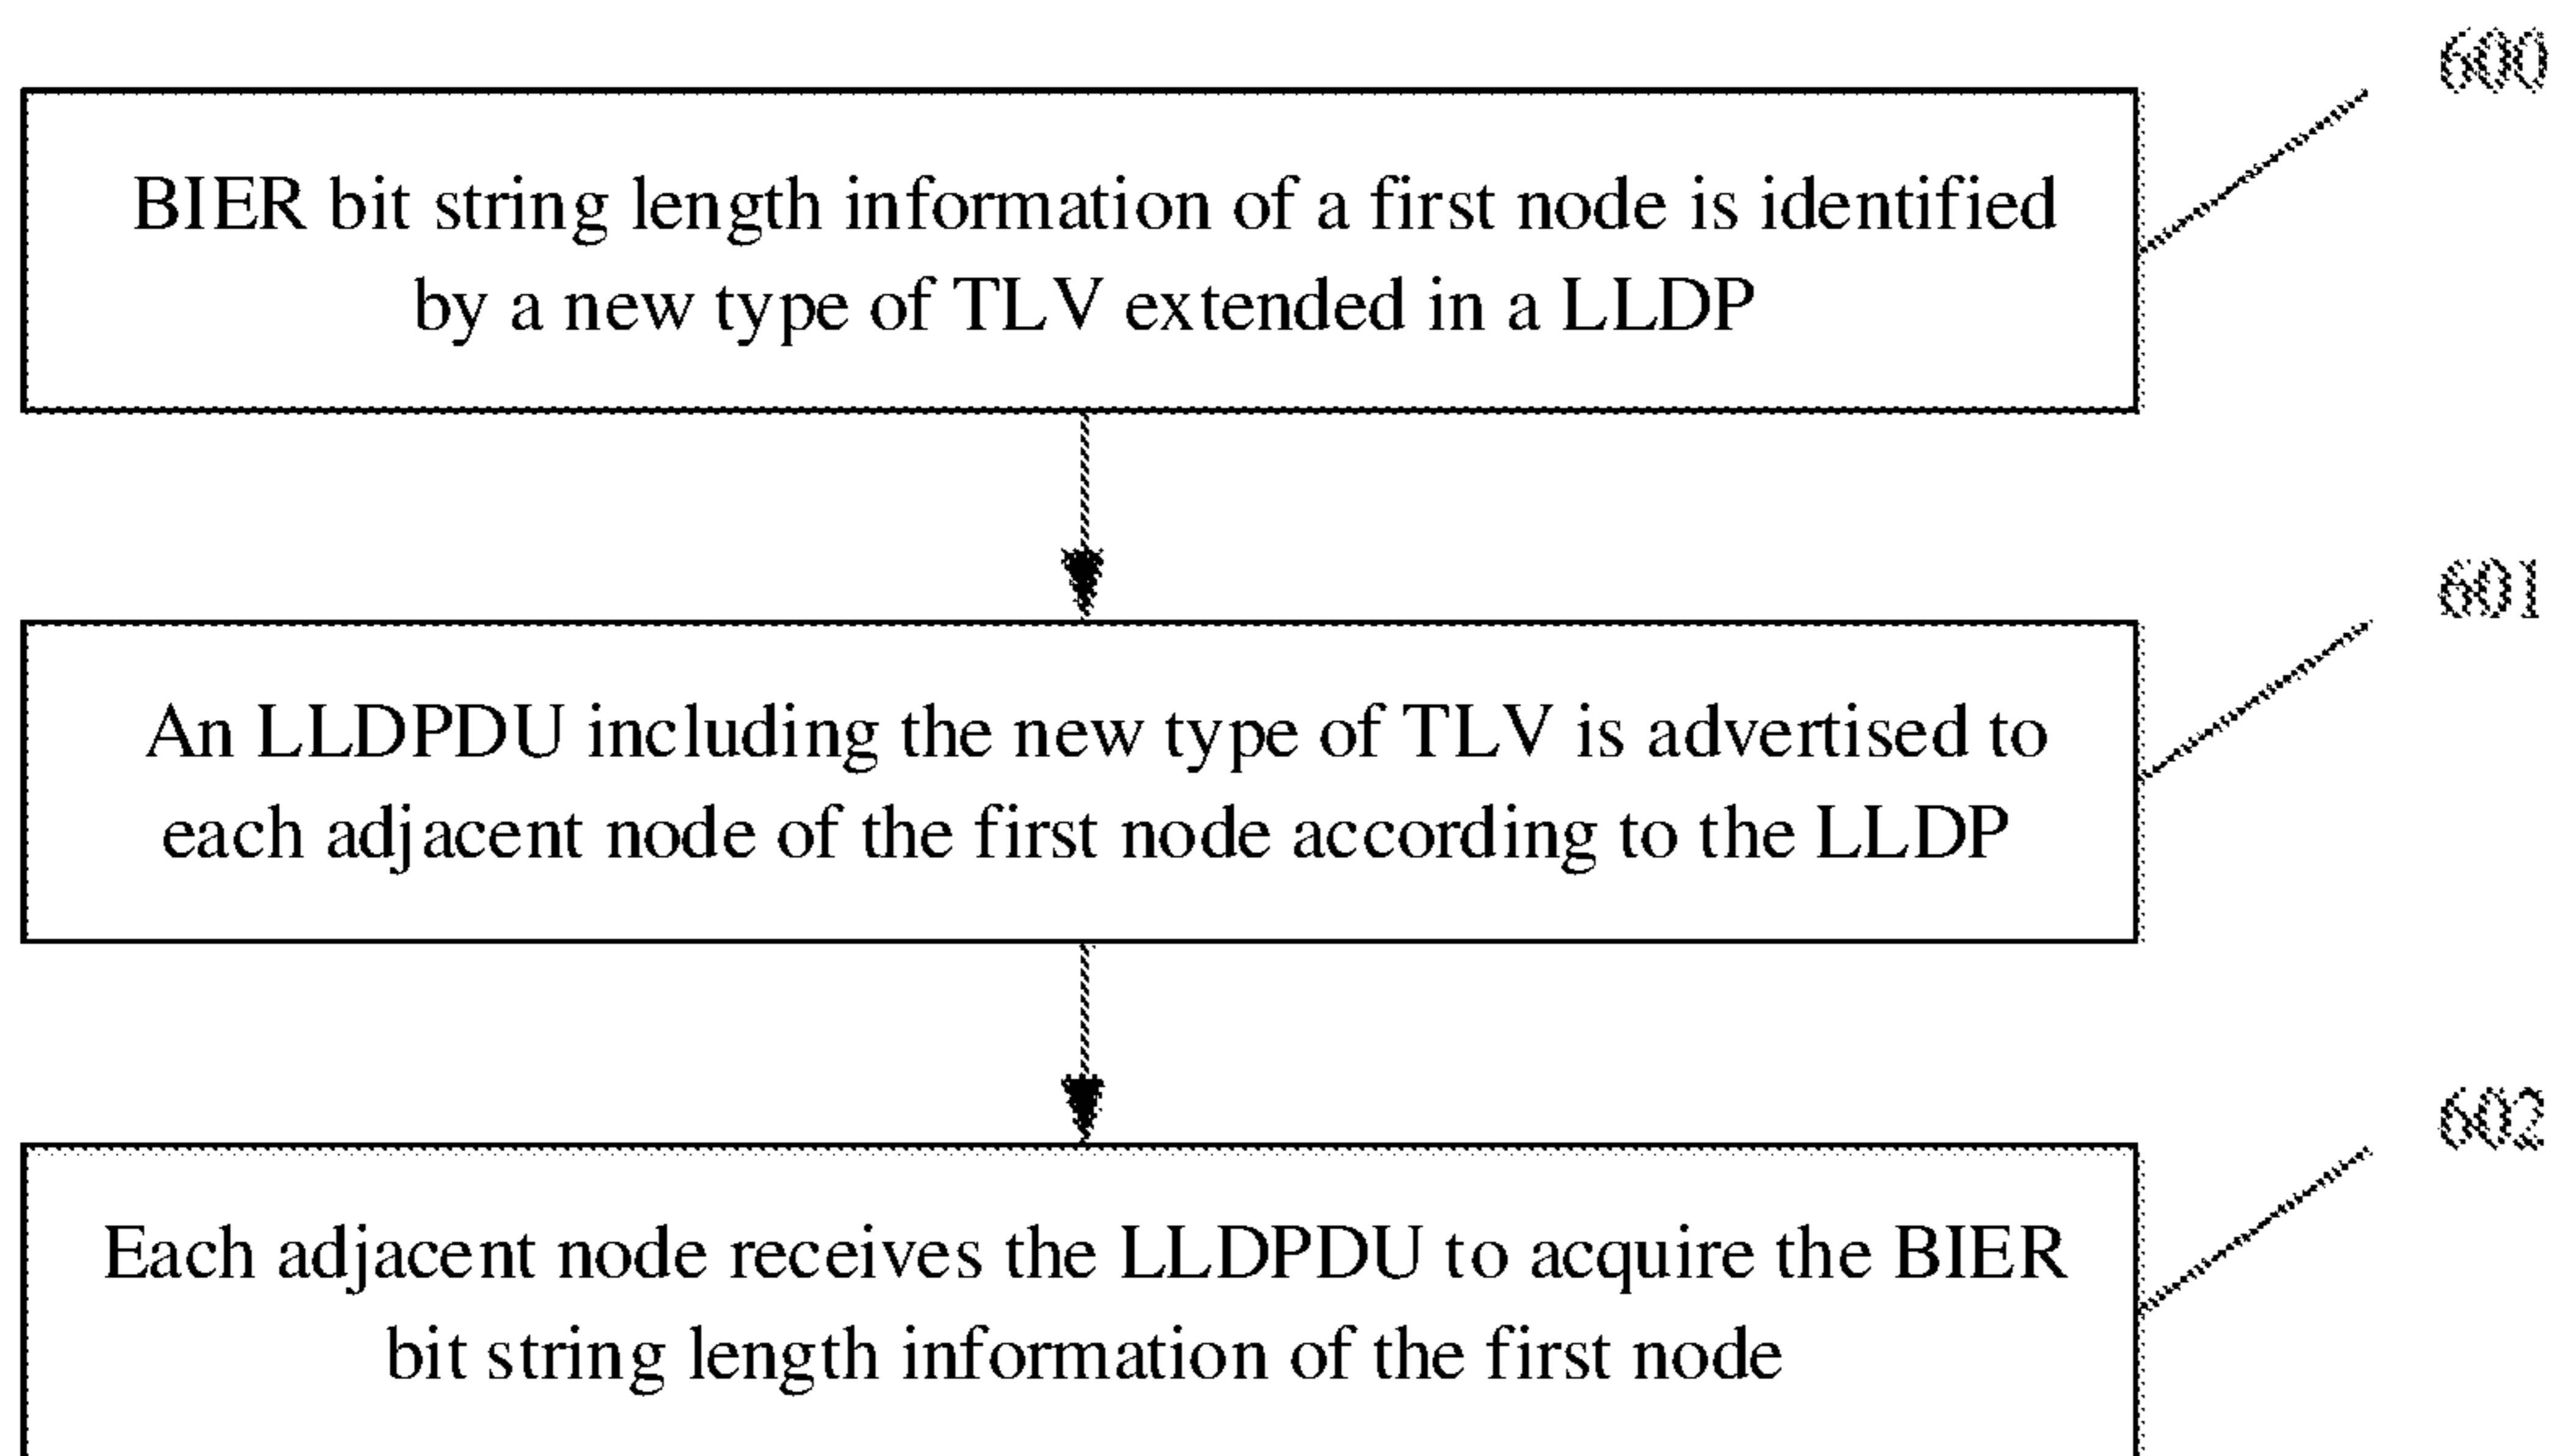 600
BIER bit string length information of a first node is identified
by a new type of TLV extended in a LLDP
601
An LLDPDU including the new type of TLV is advertised to
each adjacent node of the first node according to the LLDP
602
Each adjacent node receives the LLDPDU to acquire the BIER
bit string length information of the first node